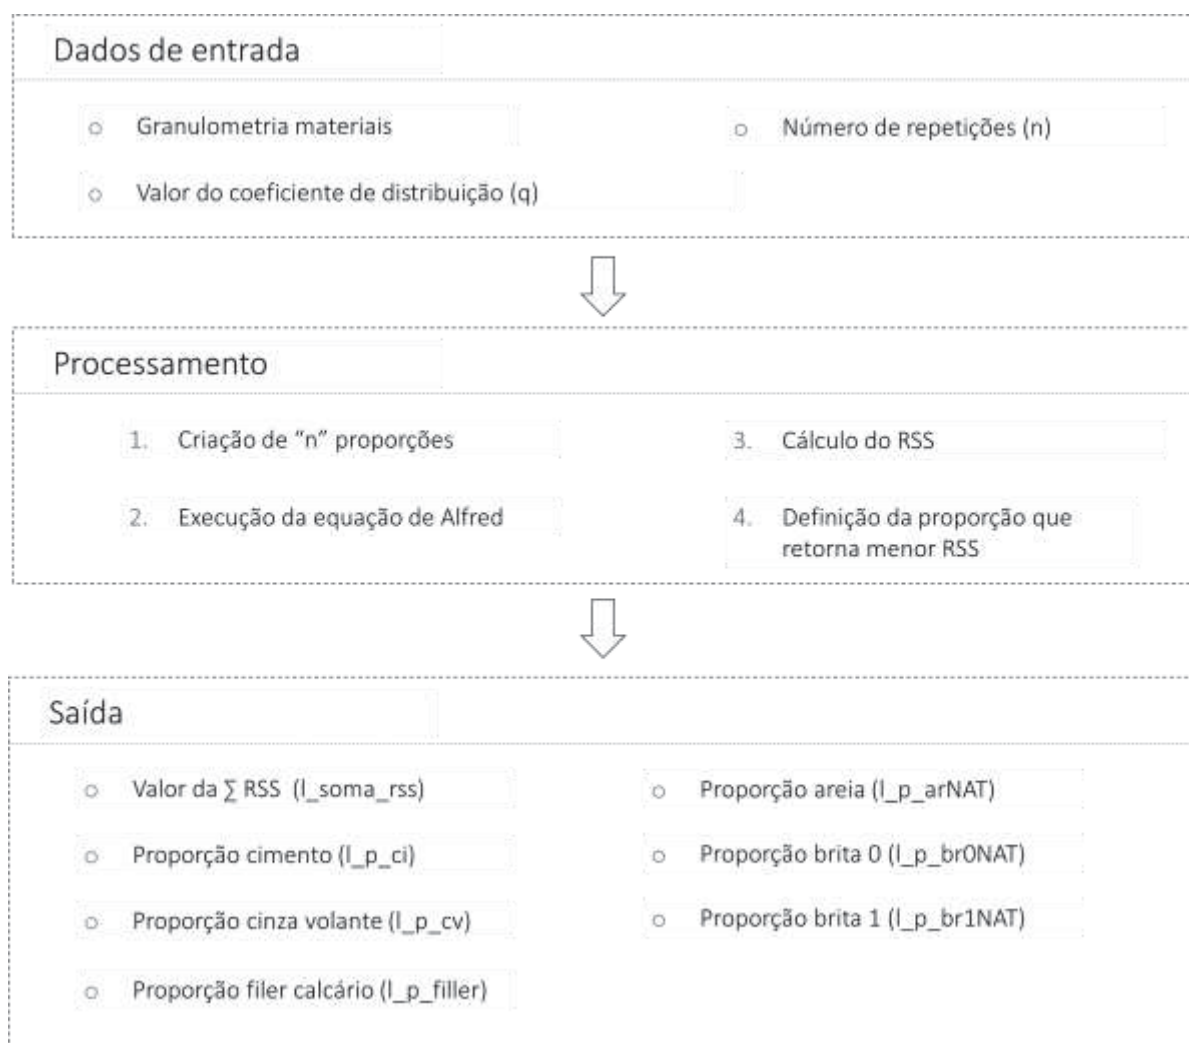 Dados de entrada
○ Granulometria materiais
○ Número de repetições (n)
○ Valor do coeficiente de distribuição (q)
Processamento
1. Criação de “n” proporções
2. Execução da equação de Alfred
3. Cálculo do RSS
4. Definição da proporção que
retorna menor RSS
Saída
○ Valor da ∑ RSS (l_soma_rss)
○ Proporção cimento (l_p_ci)
○ Proporção cinza volante (l_p_cv)
○ Proporção filer calcário (l_p_filler)
○ Proporção areia (l_p_arNAT)
○ Proporção brita 0 (l_p_br0NAT)
○ Proporção brita 1 (l_p_br1NAT)